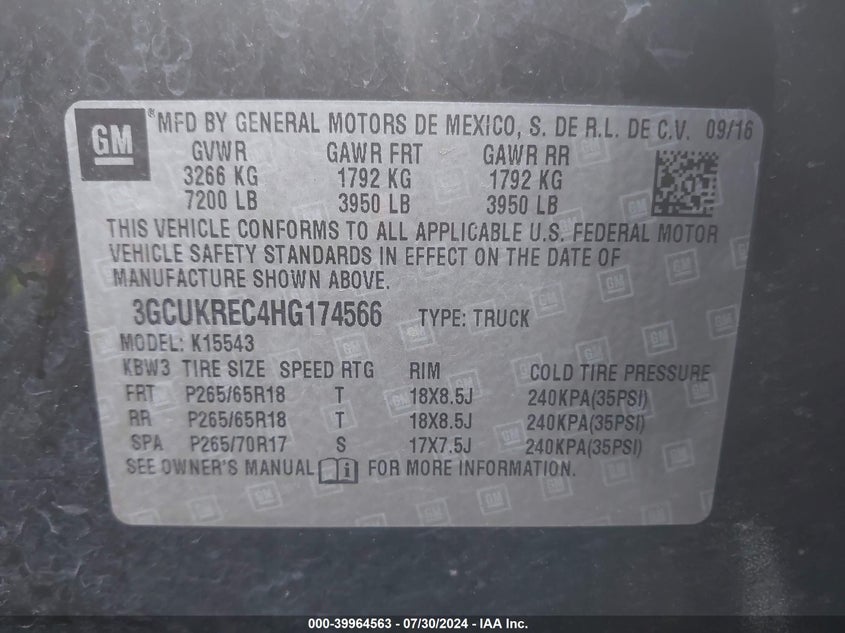 GM ®MFD BY GENERAL MOTORS DE MEXICO, S. DE R.L. DE C.V. 09/16
GVWR GAWR FRT GAWR RR
3266 KG 1792 KG 1792 KG
7200 LB 3950 LB 3950 LB
THIS VEHICLE CONFORMS TO ALL APPLICABLE U.S. FEDERAL MOTOR
VEHICLE SAFETY STANDARDS IN EFFECT ON THE DATE OF
MANUFACTURE SHOWN ABOVE.
3GCUKREC4HG174566 TYPE: TRUCK
MODEL: K15543
KBW3 TIRE SIZE SPEED RTG RIM COLD TIRE PRESSURE
FRT P265/65R18 T 18X8.5J 240KPA(35PSI)
RR P265/65R18 T 18X8.5J 240KPA(35PSI)
SPA P265/70R17 S 17X7.5J 240KPA(35PSI)
SEE OWNER'S MANUAL FOR MORE INFORMATION.
000-39964563 / 07/30/2024 - IAA Inc.